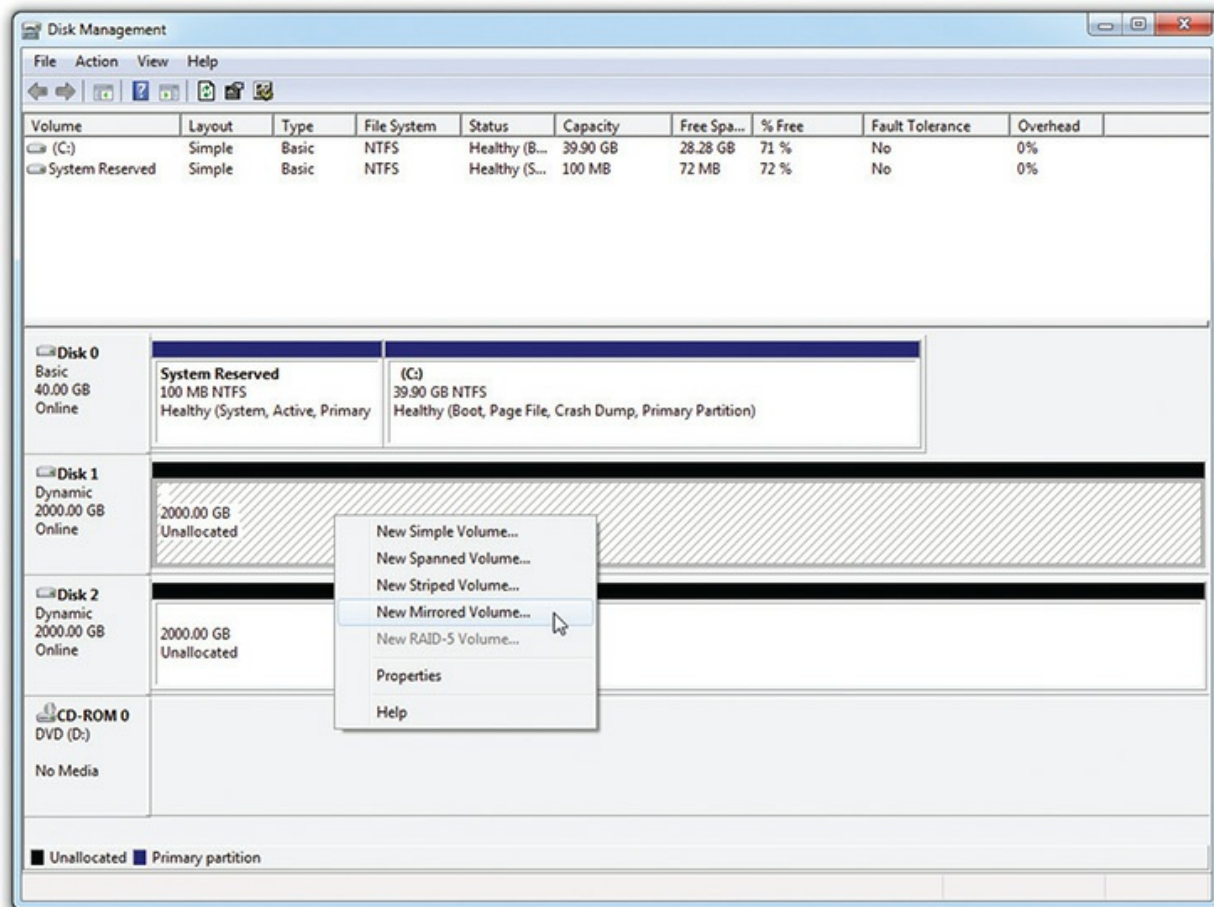 Disk Management
File Action View Help
Volume Layout Type File System Status Capacity Free Spa... % Free Fault Tolerance Overhead
(C:) Simple Basic NTFS Healthy (B... 39.90 GB 28.28 GB 71 % No 0%
System Reserved Simple Basic NTFS Healthy (S... 100 MB 72 MB 72 % No 0%
Disk 0
Basic
40.00 GB
Online
System Reserved
100 MB NTFS
Healthy (System, Active, Primary
(C:)
39.90 GB NTFS
Healthy (Boot, Page File, Crash Dump, Primary Partition)
Disk 1
Dynamic
2000.00 GB
Online
2000.00 GB
Unallocated
New Simple Volume...
New Spanned Volume...
New Striped Volume...
New Mirrored Volume...
New RAID-5 Volume...
Properties
Help
Disk 2
Dynamic
2000.00 GB
Online
2000.00 GB
Unallocated
CD-ROM 0
DVD (D:)
No Media
Unallocated Primary partition